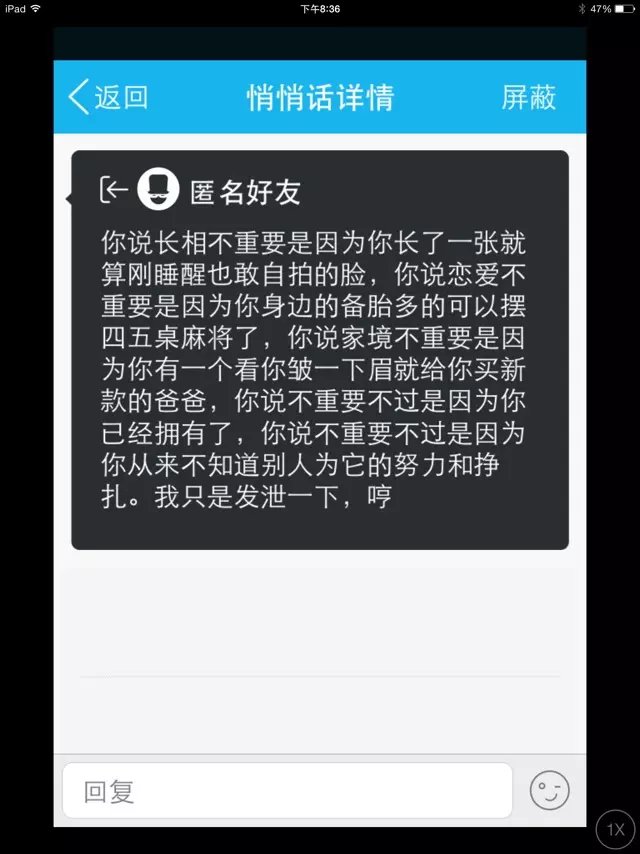 iPad 下午8:36 47%
返回 悄悄话详情 屏蔽
匿名好友
你说长相不重要是因为你长了一张就
算刚睡醒也敢自拍的脸，你说恋爱不
重要是因为你身边的备胎多的可以摆
四五桌麻将了，你说家境不重要是因
为你有一个看你皱一下眉就给你买新
款的爸爸，你说不重要不过是因为你
已经拥有了，你说不重要不过是因为
你从来不知道别人为它的努力和挣
扎。我只是发泄一下，哼
回复
1X